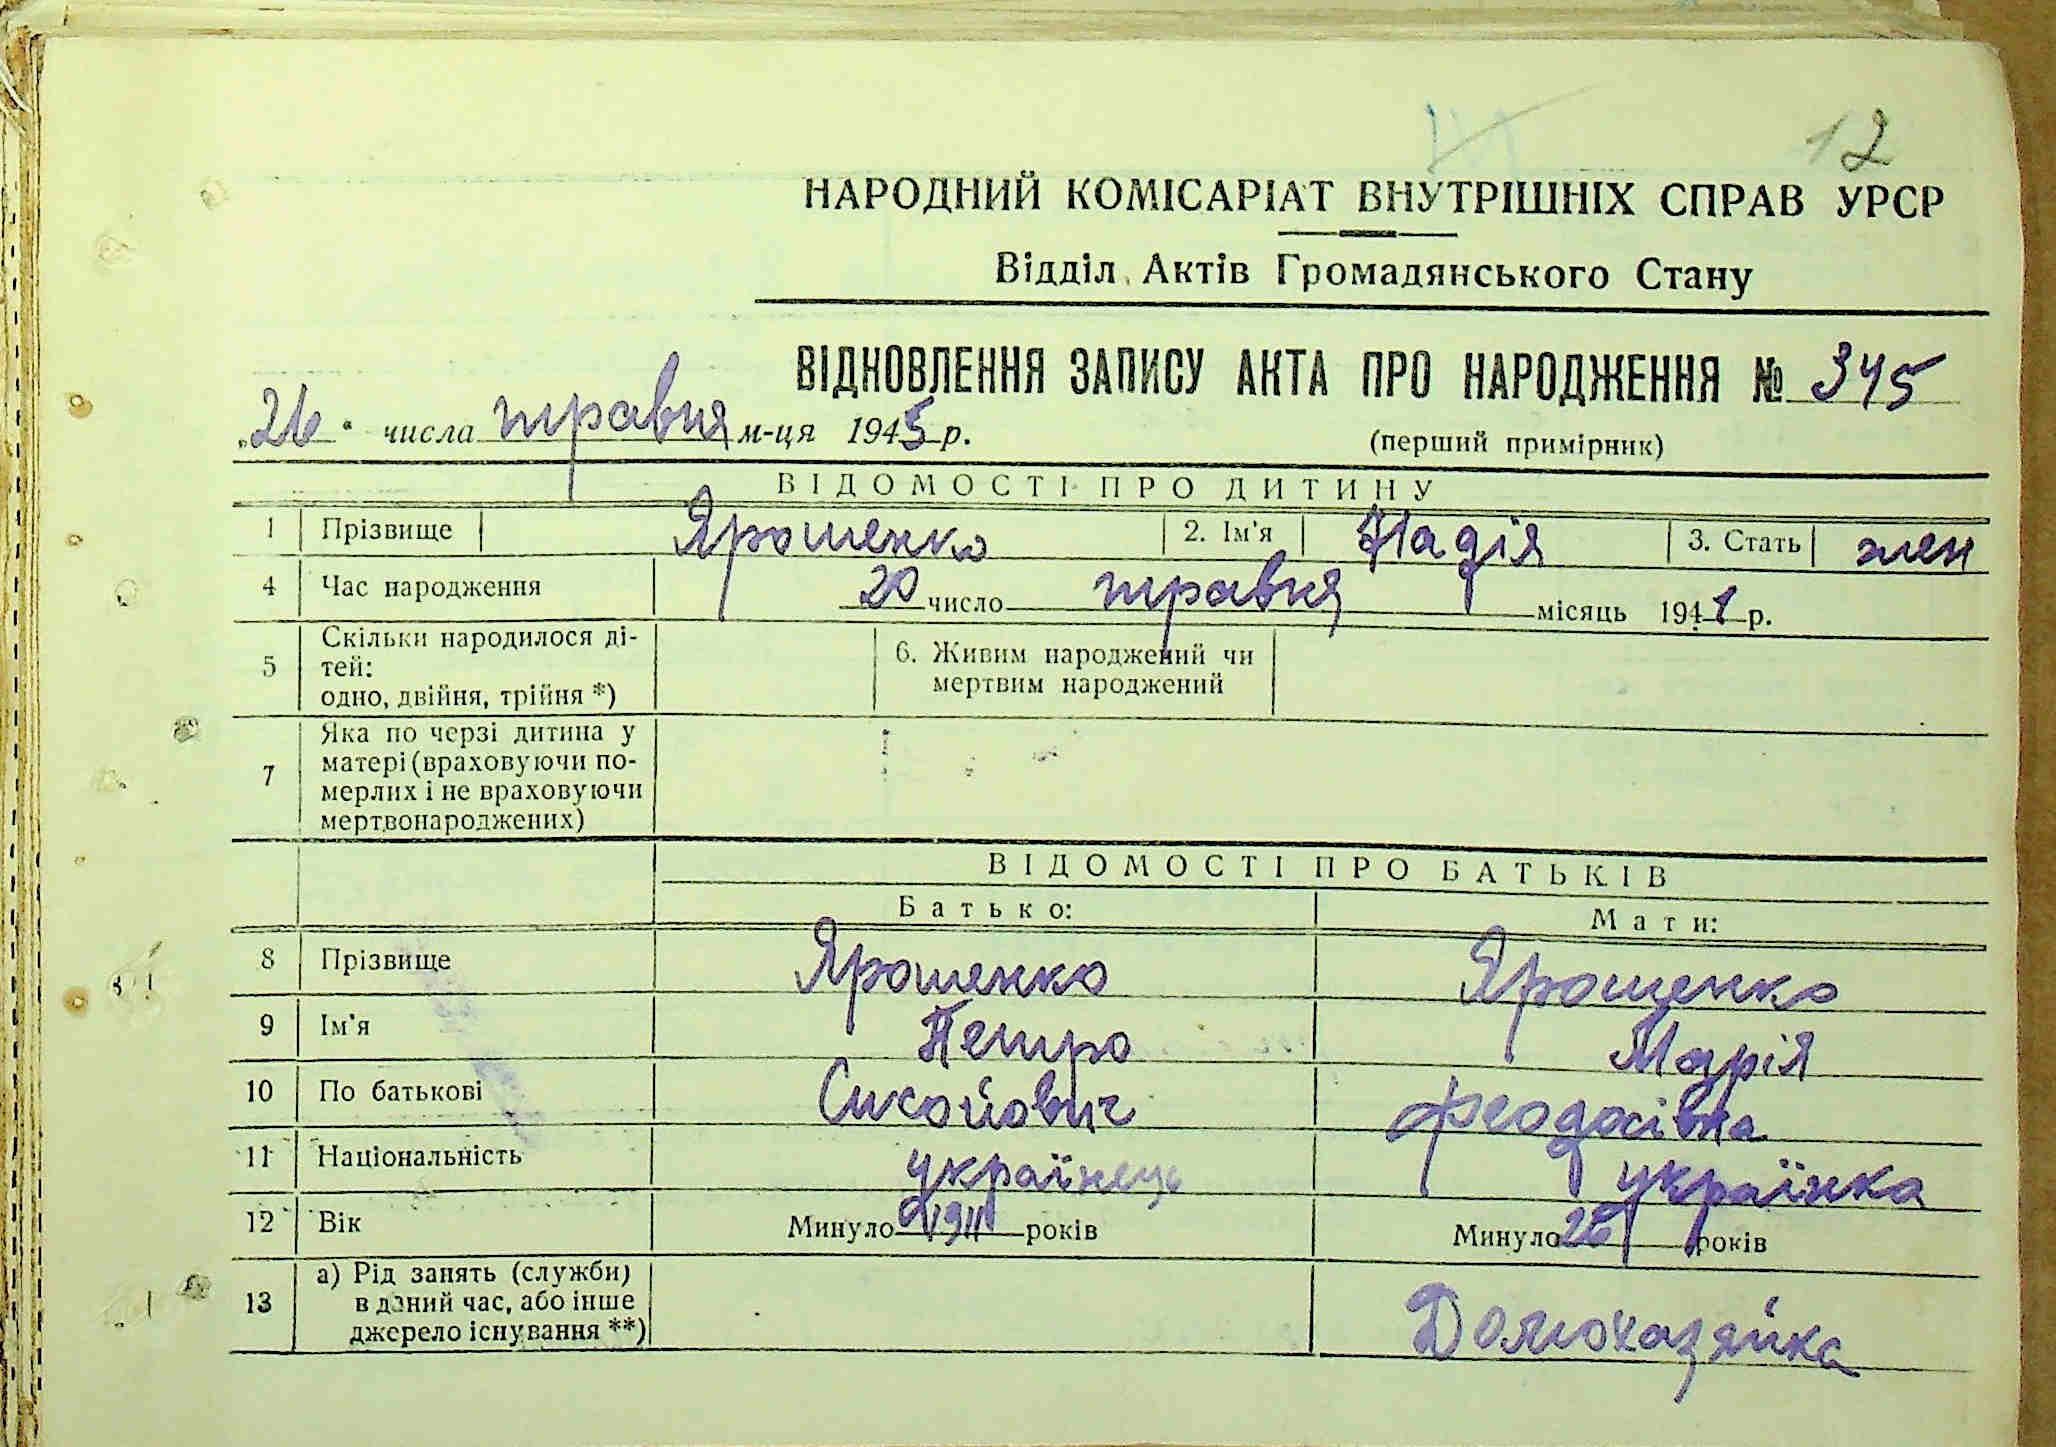 12
НАРОДНИЙ КОМІСАРІАТ ВНУТРІШНІХ СПРАВ УРСР
Відділ Актів Громадянського Стану
ВІДНОВЛЕННЯ ЗАПИСУ АКТА ПРО НАРОДЖЕННЯ № 345
„26“ числа травня м-ця 1945 р. (перший примірник)
ВІДОМОСТІ ПРО ДИТИНУ
1 Прізвище Ярошенко 2. Ім'я Надія 3. Стать жен
4 Час народження 20 число травня місяць 1941 р.
5 Скільки народилося ді-
тей:
одно, двійня, трійня *)
6. Живим народжений чи
мертвим народжений
7 Яка по черзі дитина у
матері (враховуючи по-
мерлих і не враховуючи
мертвонароджених)
ВІДОМОСТІ ПРО БАТЬКІВ
Батько: Мати:
8 Прізвище Ярошенко Ярошенко
9 Ім'я Петро Марія
10 По батькові Феодосівна
11 Національність українець українка
12 Вік Минуло 1911 років Минуло 26 років
13 а) Рід занять (служби)
в даний час, або інше
джерело існування **)
Домохазяйка